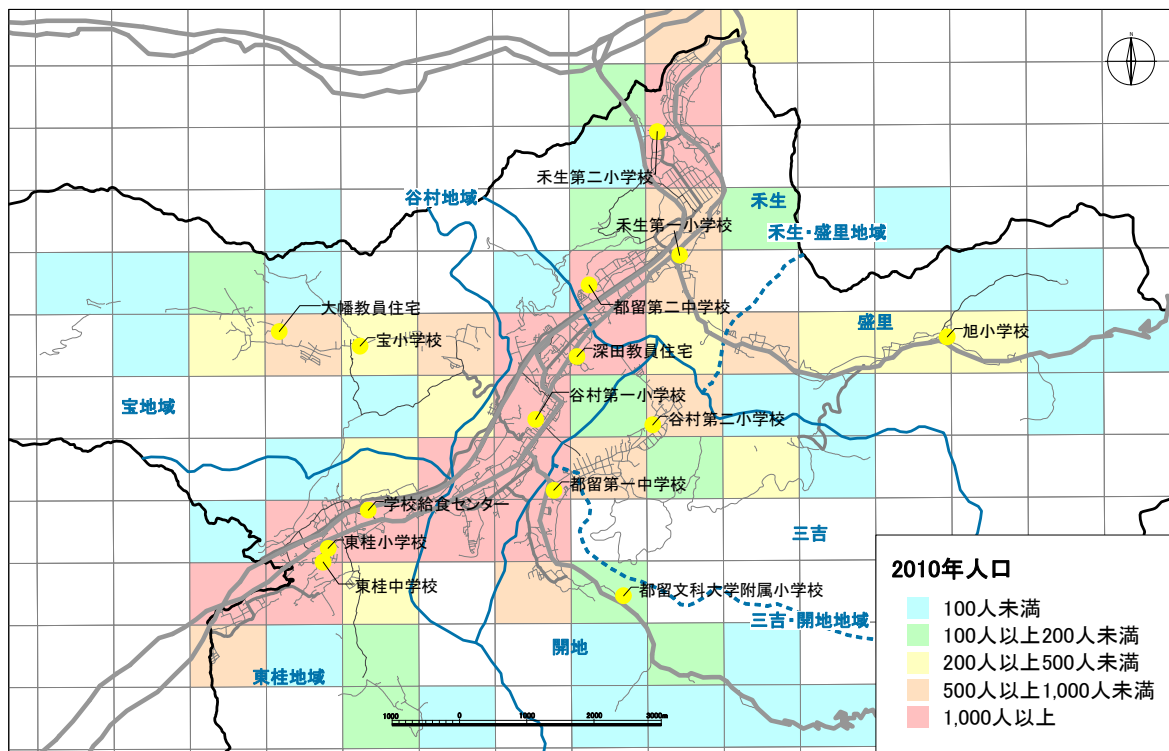 N
禾生第二小学校
谷村地域
禾生
禾生第一小学校
禾生・盛里地域
大幡教員住宅
都留第二中学校
盛里
旭小学校
宝小学校
深田教員住宅
宝地域
谷村第一小学校
谷村第二小学校
都留第一中学校
学校給食センター
三吉
東桂小学校
東桂中学校
都留文科大学附属小学校
三吉・開地地域
開地
東桂地域
1000 0 1000 2000 3000m
2010年人口
100人未満
100人以上200人未満
200人以上500人未満
500人以上1,000人未満
1,000人以上